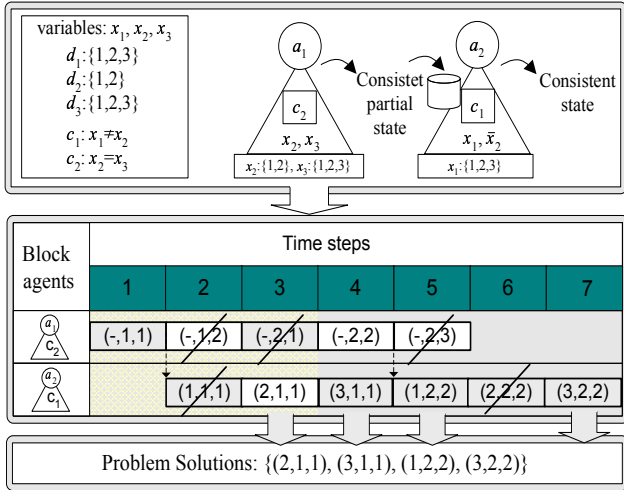 variables: x1, x2, x3
d1:{1,2,3}
d2:{1,2}
d3:{1,2,3}
c1: x1≠x2
c2: x2=x3
a1
c2
x2, x3
x2:{1,2}, x3:{1,2,3}
Consistet
partial
state
a2
c1
x1, x̄2
x1:{1,2,3}
Consistent
state
Block
agents
Time steps
1 2 3 4 5 6 7
a1
c2
(-,1,1) (-,1,2) (-,2,1) (-,2,2) (-,2,3)
a2
c1
(1,1,1) (2,1,1) (3,1,1) (1,2,2) (2,2,2) (3,2,2)
Problem Solutions: {(2,1,1), (3,1,1), (1,2,2), (3,2,2)}